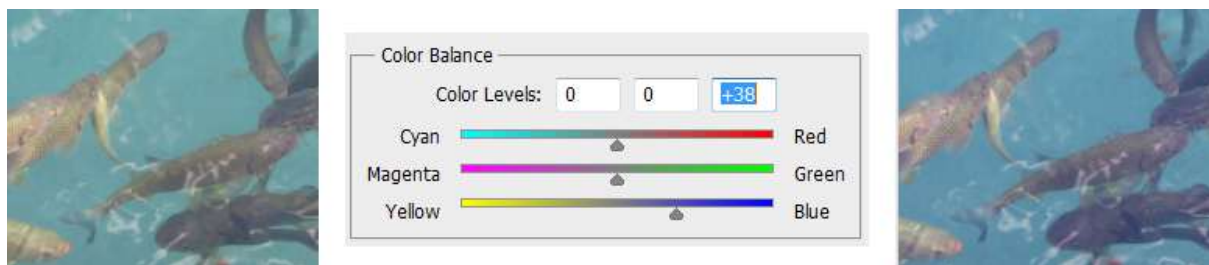 Color Balance
Color Levels: 0 0 +38
Cyan Red
Magenta Green
Yellow Blue